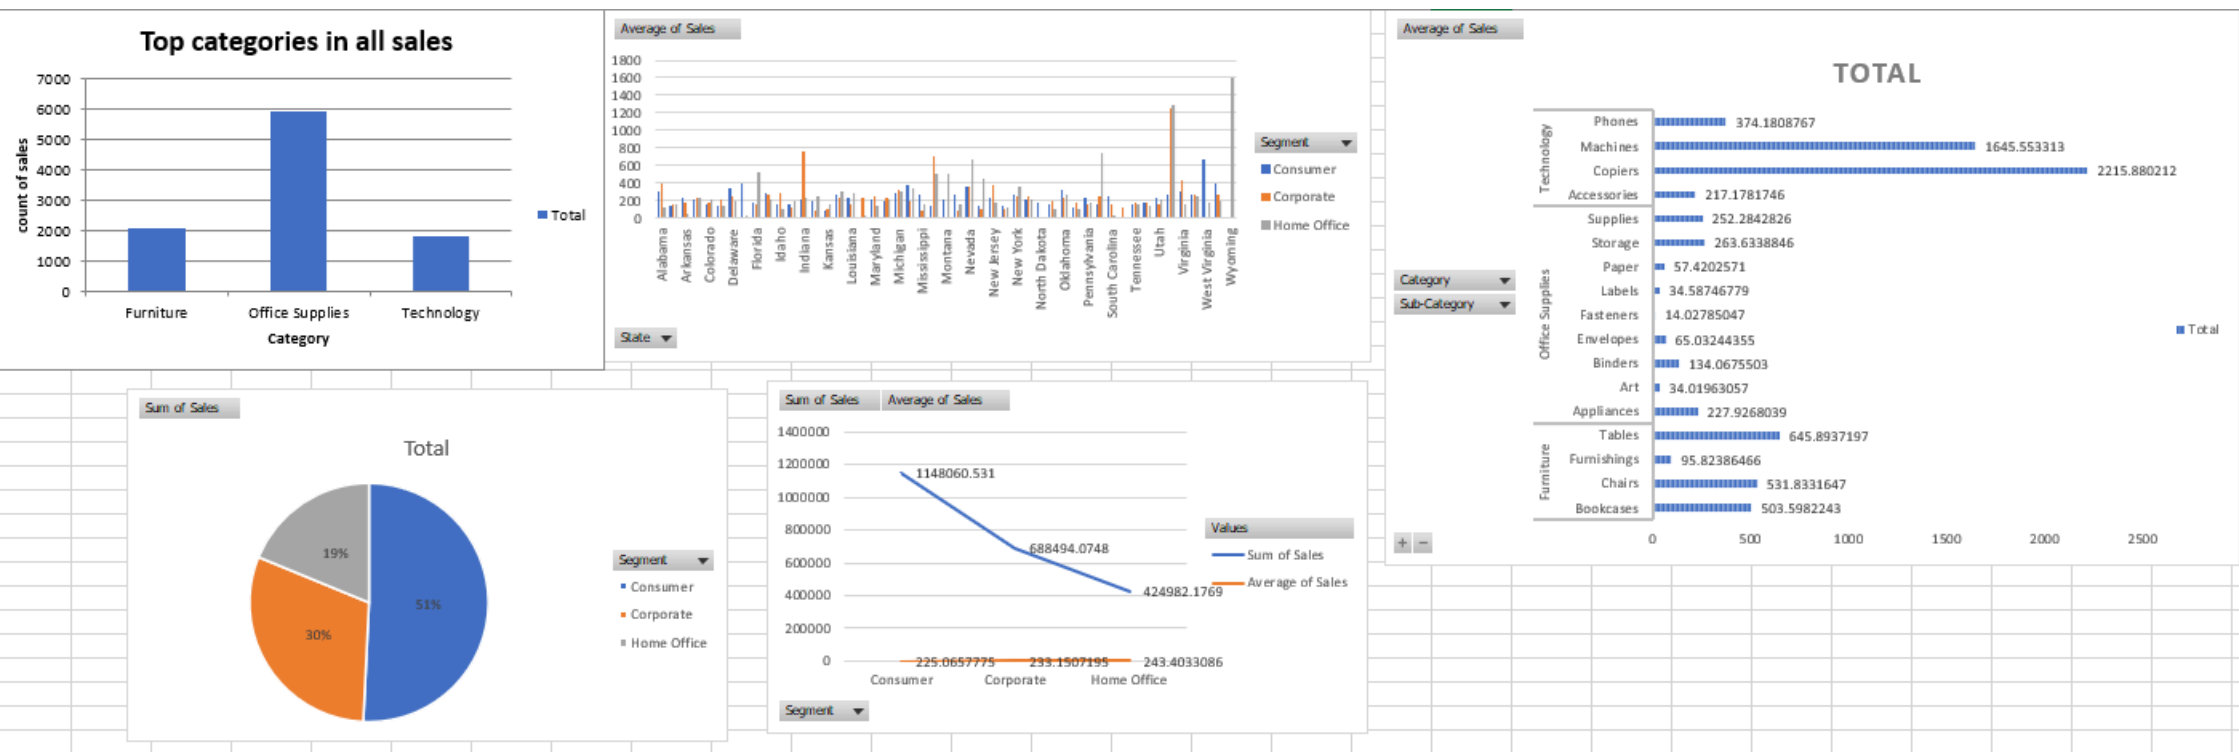 Top categories in all sales
7000
6000
5000
4000
3000
2000
1000
0
count of sales
Furniture
Office Supplies
Technology
Category
Total
Average of Sales
1800
1600
1400
1200
1000
800
600
400
200
0
Alabama
Arkansas
Colorado
Delaware
Florida
Idaho
Indiana
Kansas
Louisiana
Maryland
Michigan
Mississippi
Montana
Nevada
New Jersey
New York
North Dakota
Oklahoma
Pennsylvania
South Carolina
Tennessee
Utah
Virginia
West Virginia
Wyoming
Segment
Consumer
Corporate
Home Office
State
Average of Sales
TOTAL
Technology
Phones 374.1808767
Machines 1645.553313
Copiers 2215.880212
Accessories 217.1781746
Office Supplies
Supplies 252.2842826
Storage 263.6338846
Paper 57.4202571
Labels 34.58746779
Fasteners 14.02785047
Envelopes 65.03244355
Binders 134.0675503
Art 34.01963057
Appliances 227.9268039
Furniture
Tables 645.8937197
Furnishings 95.82386466
Chairs 531.8331647
Bookcases 503.5982243
0 500 1000 1500 2000 2500
Category
Sub-Category
Total
+ −
Sum of Sales
Total
19%
51%
30%
Segment
Consumer
Corporate
Home Office
Sum of Sales Average of Sales
1400000
1200000
1000000
800000
600000
400000
200000
0
1148060.531
688494.0748
424982.1769
225.0657775 233.1507195 243.4033086
Consumer Corporate Home Office
Values
Sum of Sales
Average of Sales
Segment